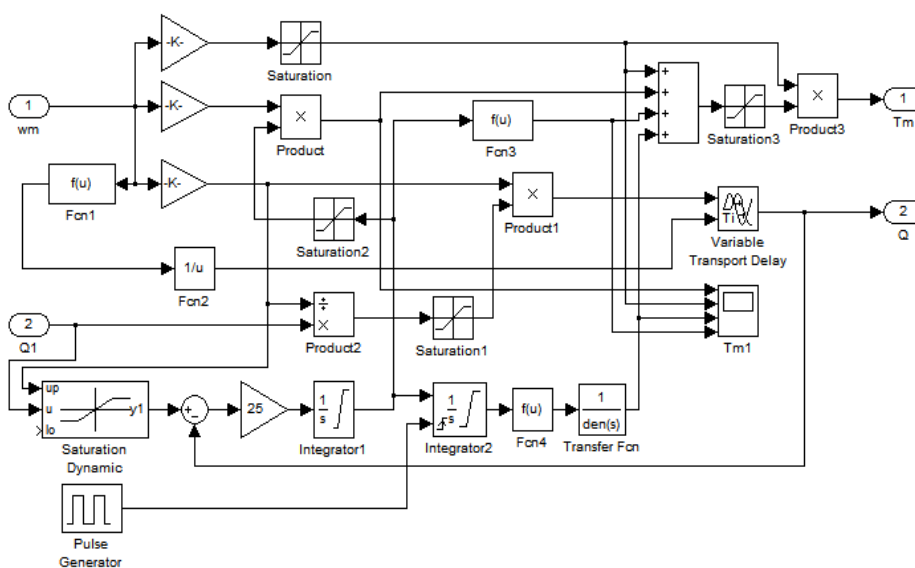 -K-
Saturation
1
wm
-K-
×
Product
f(u)
Fcn3
+
+
+
+
Saturation3
×
Product3
1
Tm
f(u)
Fcn1
-K-
Saturation2
×
Product1
Ti
Variable
Transport Delay
2
Q
1/u
Fcn2
2
Q1
÷
×
Product2
Saturation1
Tm1
up
u
lo
y1
Saturation
Dynamic
+
-
25
1
s
Integrator1
1
s
Integrator2
f(u)
Fcn4
1
den(s)
Transfer Fcn
Pulse
Generator